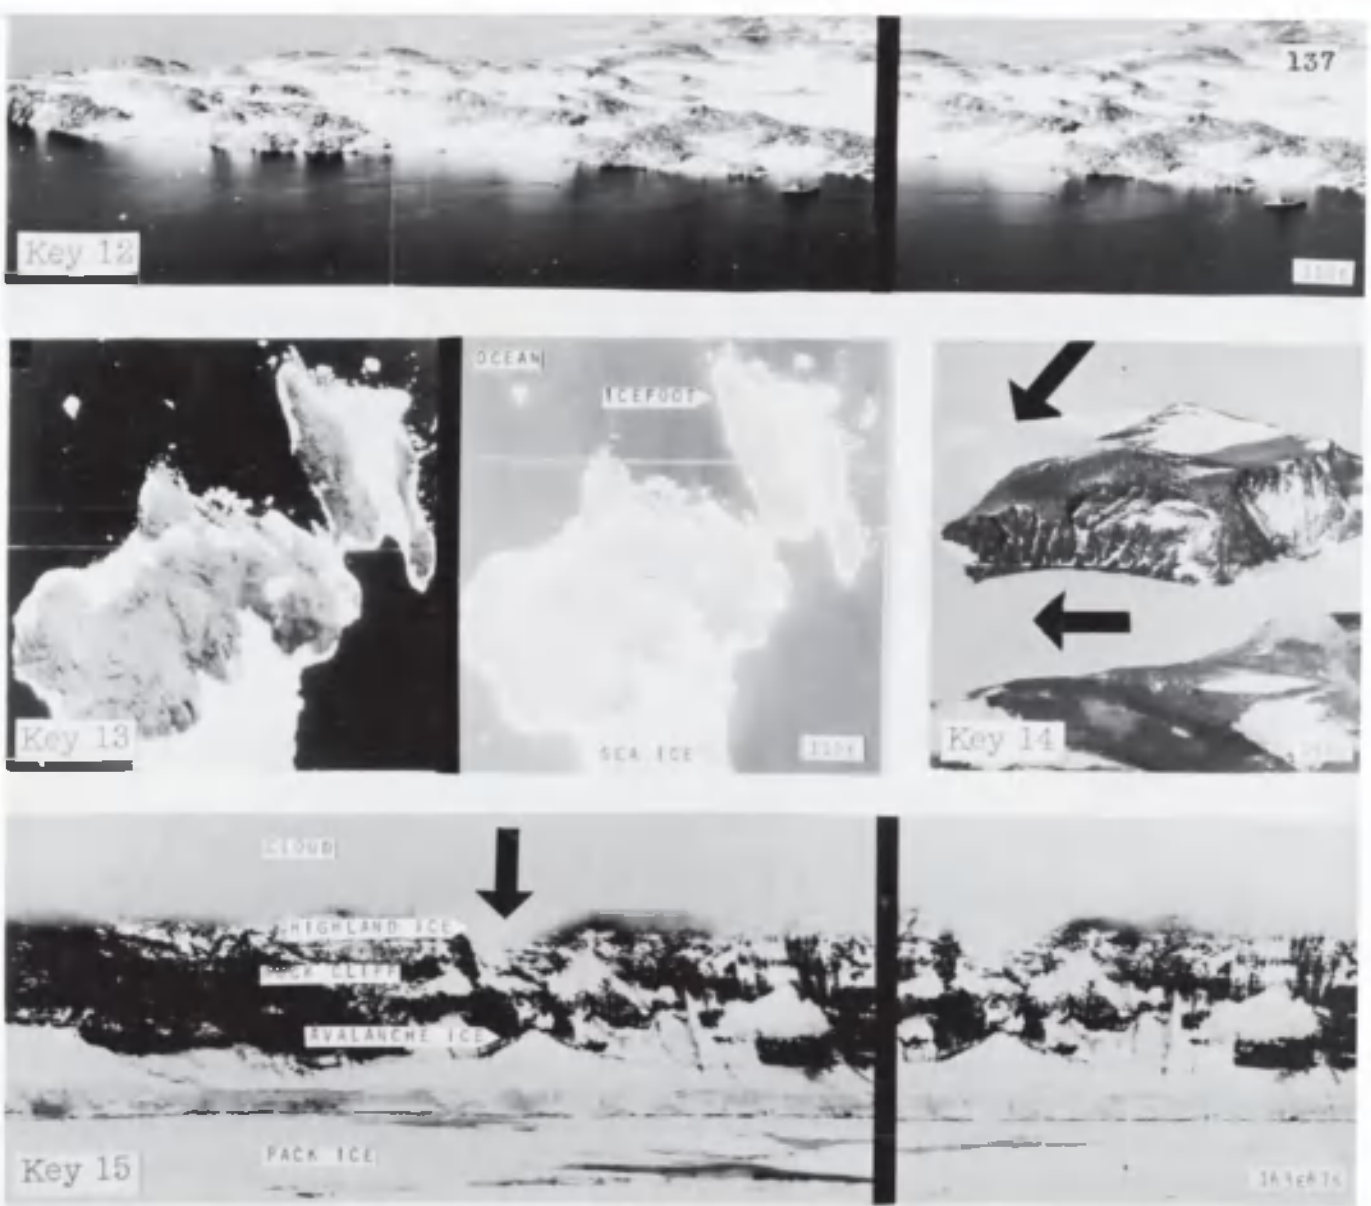 137
Key 12
OCEAN
ICEFOOT
Key 13
SEA ICE
Key 14
CLOUD
HIGHLAND ICE
CLIFF
AVALANCHE ICE
PACK ICE
Key 15